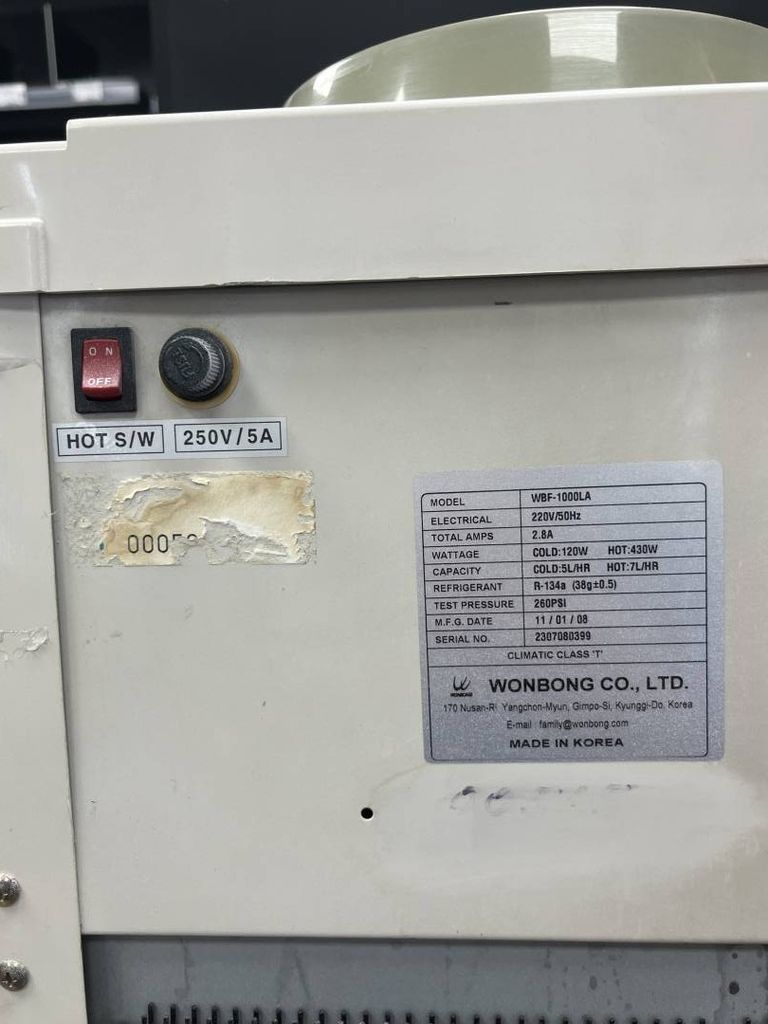 ON
OFF
FUSE
HOT S/W
250V/5A
MODEL WBF-1000LA
ELECTRICAL 220V/50Hz
TOTAL AMPS 2.8A
WATTAGE COLD:120W HOT:430W
CAPACITY COLD:5L/HR HOT:7L/HR
REFRIGERANT R-134a (38g±0.5)
TEST PRESSURE 260PSI
M.F.G. DATE 11 / 01 / 08
SERIAL NO. 2307080399
CLIMATIC CLASS 'T'
WONBONG WONBONG CO., LTD.
170 Nusan-Ri Yangchon-Myun, Gimpo-Si, Kyunggi-Do, Korea
E-mail : family@wonbong.com
MADE IN KOREA